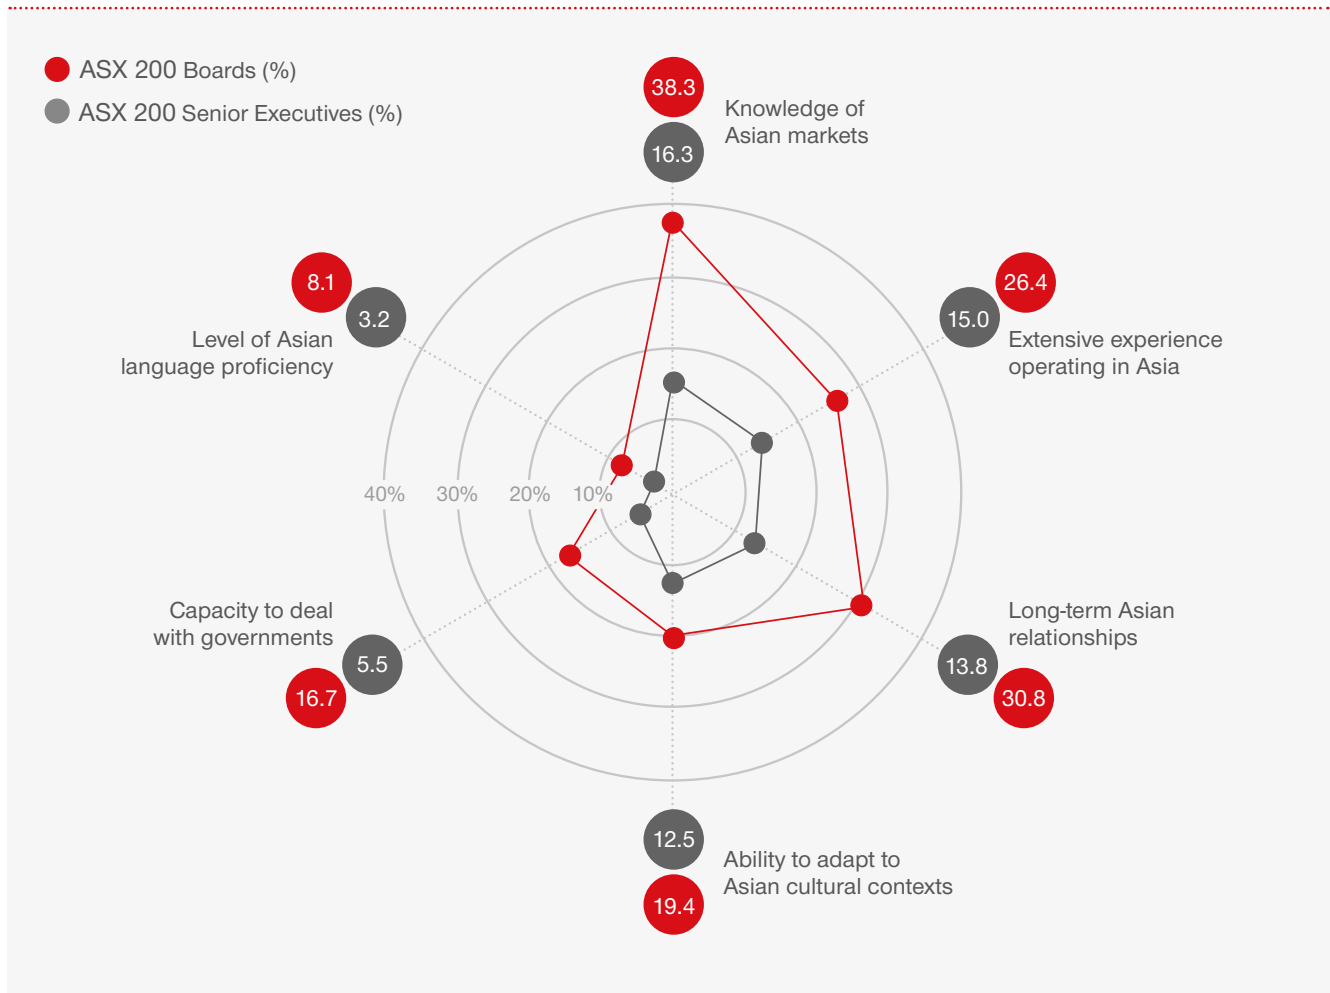 ASX 200 Boards (%)
ASX 200 Senior Executives (%)
38.3
16.3
Knowledge of
Asian markets
26.4
15.0
Extensive experience
operating in Asia
8.1
3.2
Level of Asian
language proficiency
40% 30% 20% 10%
Capacity to deal
with governments
5.5
16.7
Long-term Asian
relationships
13.8
30.8
12.5
19.4
Ability to adapt to
Asian cultural contexts